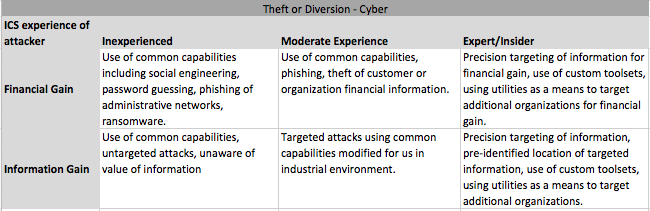 Theft or Diversion - Cyber
ICS experience of
attacker
Inexperienced
Moderate Experience
Expert/Insider
Financial Gain
Use of common capabilities
including social engineering,
password guessing, phishing of
administrative networks,
ransomware.
Use of common capabilities,
phishing, theft of customer or
organization financial information.
Precision targeting of information for
financial gain, use of custom toolsets,
using utilities as a means to target
additional organizations for financial
gain.
Information Gain
Use of common capabilities,
untargeted attacks, unaware of
value of information
Targeted attacks using common
capabilities modified for us in
industrial environment.
Precision targeting of information,
pre-identified location of targeted
information, use of custom toolsets,
using utilities as a means to target
additional organizations.